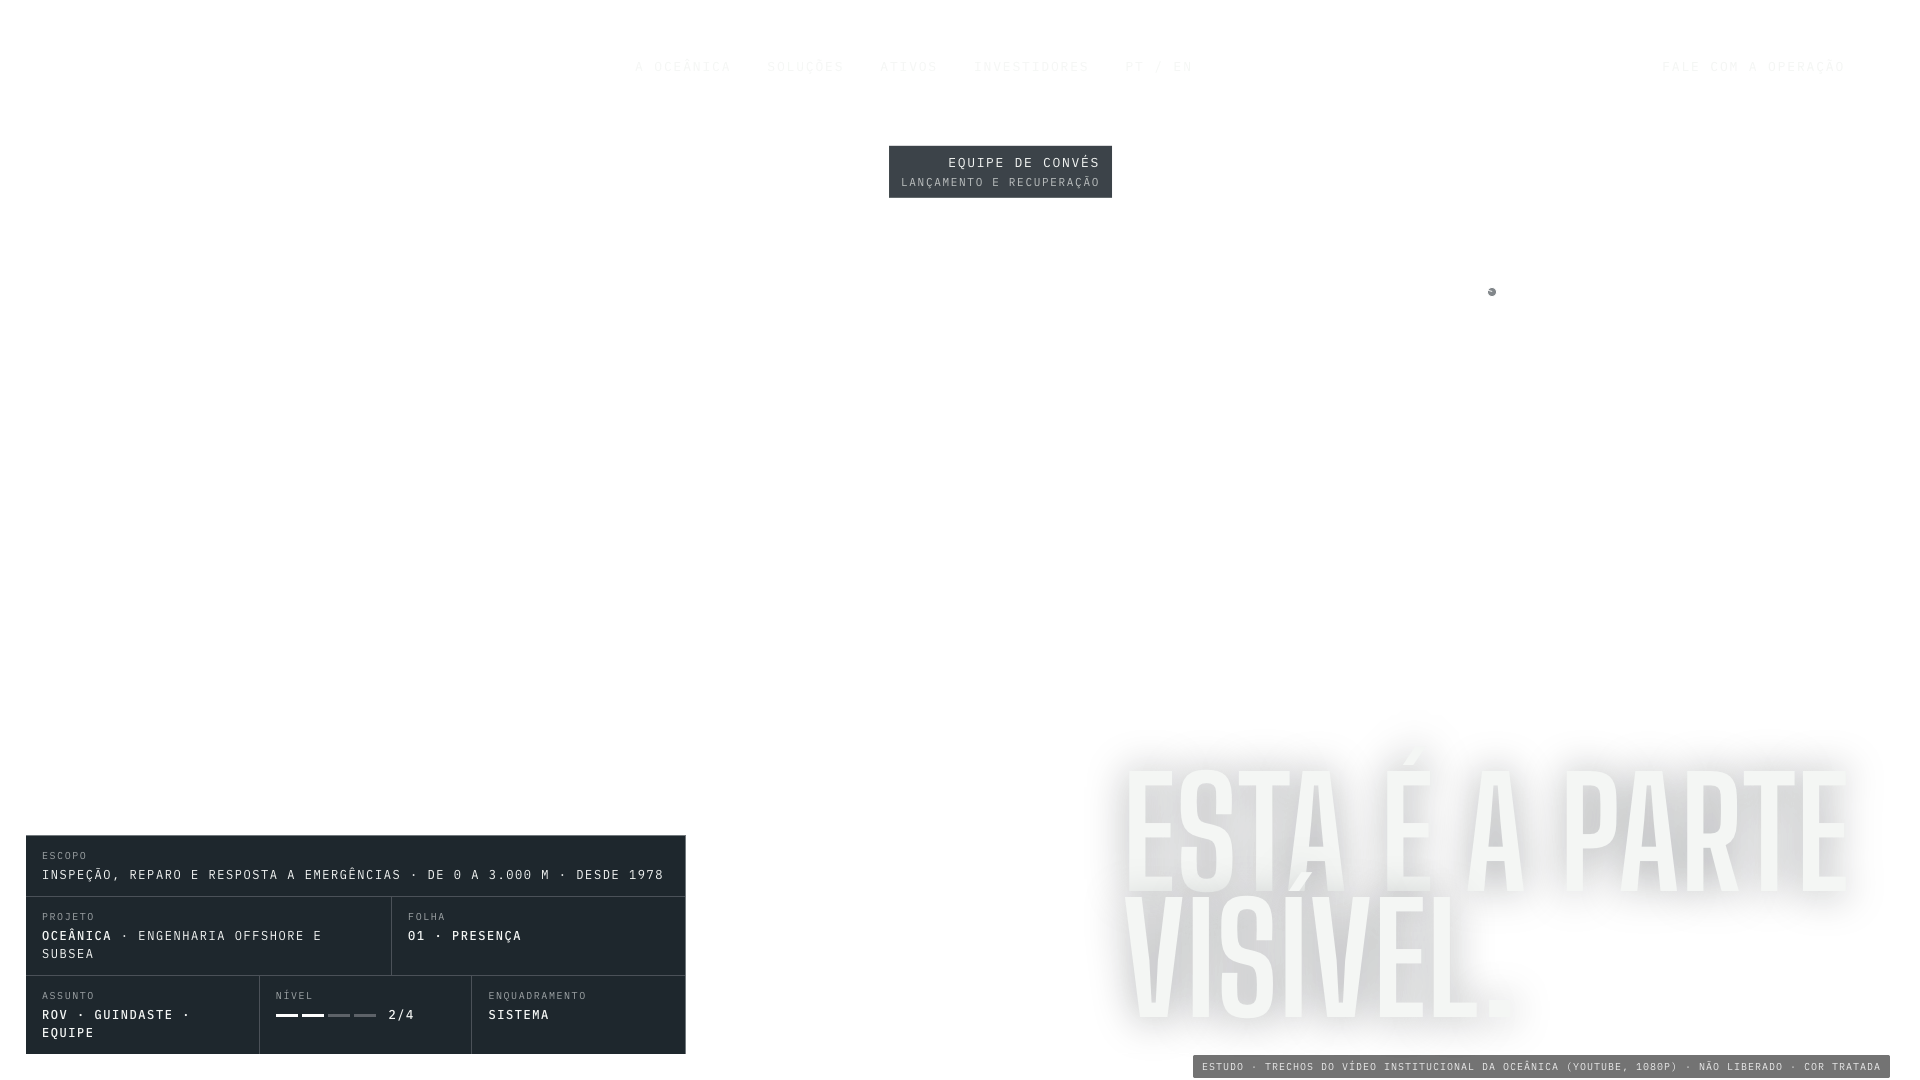 A OCEÂNICA SOLUÇÕES ATIVOS INVESTIDORES PT / EN FALE COM A OPERAÇÃO
EQUIPE DE CONVÉS
LANÇAMENTO E RECUPERAÇÃO
ESTA É A PARTE
VISÍVEL.
ESCOPO
INSPEÇÃO, REPARO E RESPOSTA A EMERGÊNCIAS · DE 0 A 3.000 M · DESDE 1978
PROJETO
OCEÂNICA · ENGENHARIA OFFSHORE E
SUBSEA
FOLHA
01 · PRESENÇA
ASSUNTO
ROV · GUINDASTE ·
EQUIPE
NÍVEL
2/4
ENQUADRAMENTO
SISTEMA
ESTUDO · TRECHOS DO VÍDEO INSTITUCIONAL DA OCEÂNICA (YOUTUBE, 1080P) · NÃO LIBERADO · COR TRATADA